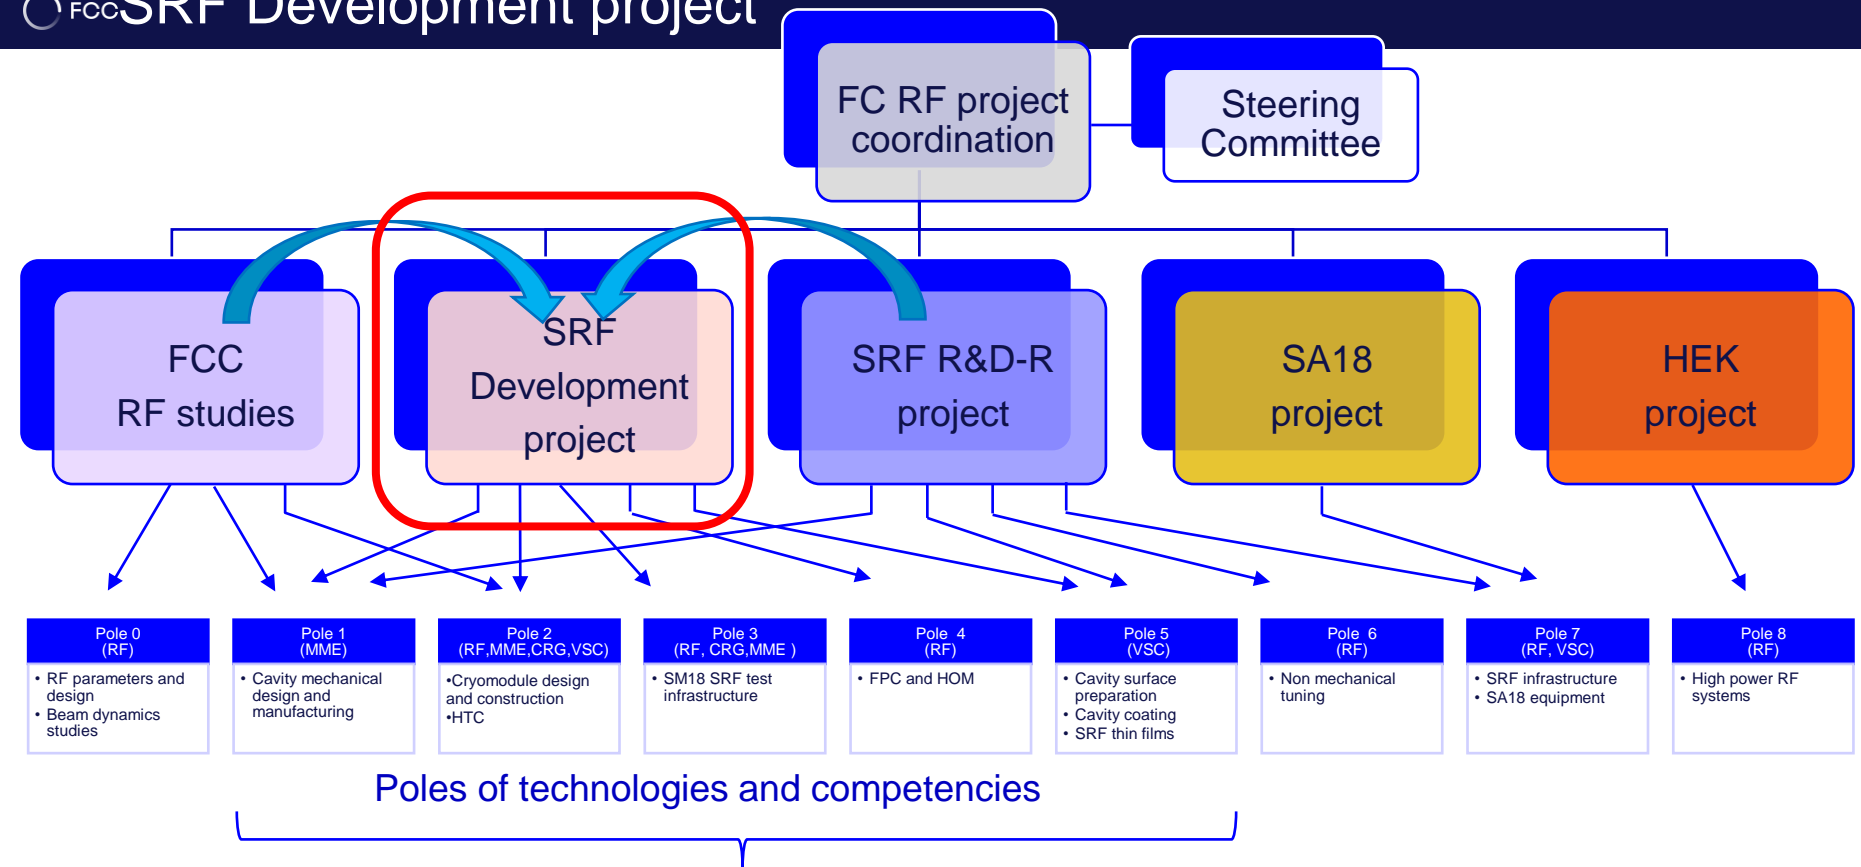 FCC SRF Development project
FC RF project
coordination
Steering
Committee
FCC
RF studies
SRF
Development
project
SRF R&D-R
project
SA18
project
HEK
project
Pole 0
(RF)
• RF parameters and
design
• Beam dynamics
studies
Pole 1
(MME)
• Cavity mechanical
design and
manufacturing
Pole 2
(RF,MME,CRG,VSC)
•Cryomodule design
and construction
•HTC
Pole 3
(RF, CRG,MME )
• SM18 SRF test
infrastructure
Pole 4
(RF)
• FPC and HOM
Pole 5
(VSC)
• Cavity surface
preparation
• Cavity coating
• SRF thin films
Pole 6
(RF)
• Non mechanical
tuning
Pole 7
(RF, VSC)
• SRF infrastructure
• SA18 equipment
Pole 8
(RF)
• High power RF
systems
Poles of technologies and competencies